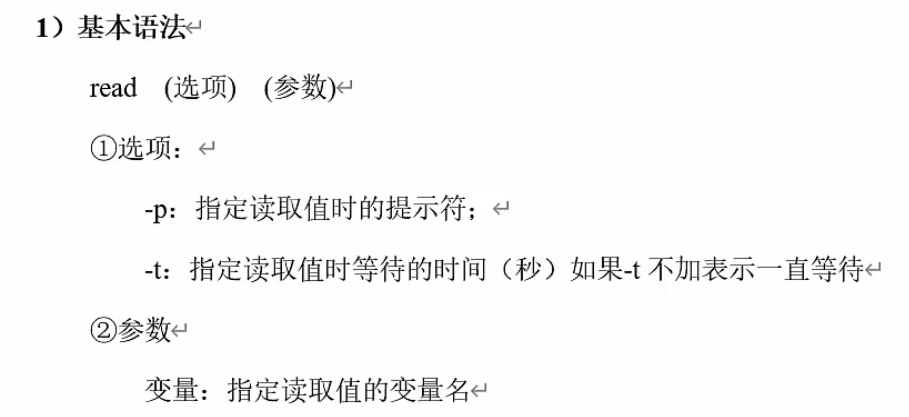 1）基本语法↵
read (选项) (参数)↵
①选项：↵
-p：指定读取值时的提示符；↵
-t：指定读取值时等待的时间（秒）如果-t 不加表示一直等待↵
②参数↵
变量：指定读取值的变量名↵